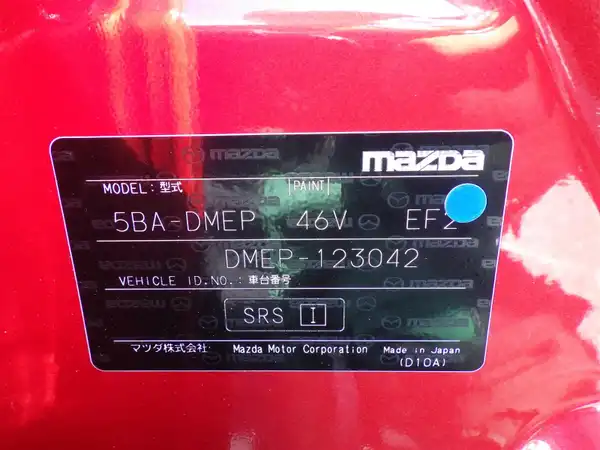 mazda
MODEL: 型式 PAINT
5BA-DMEP 46V EF2
DMEP-123042
VEHICLE ID.NO.: 車台番号
SRS I
マツダ株式会社 Mazda Motor Corporation Made in Japan
(D10A)